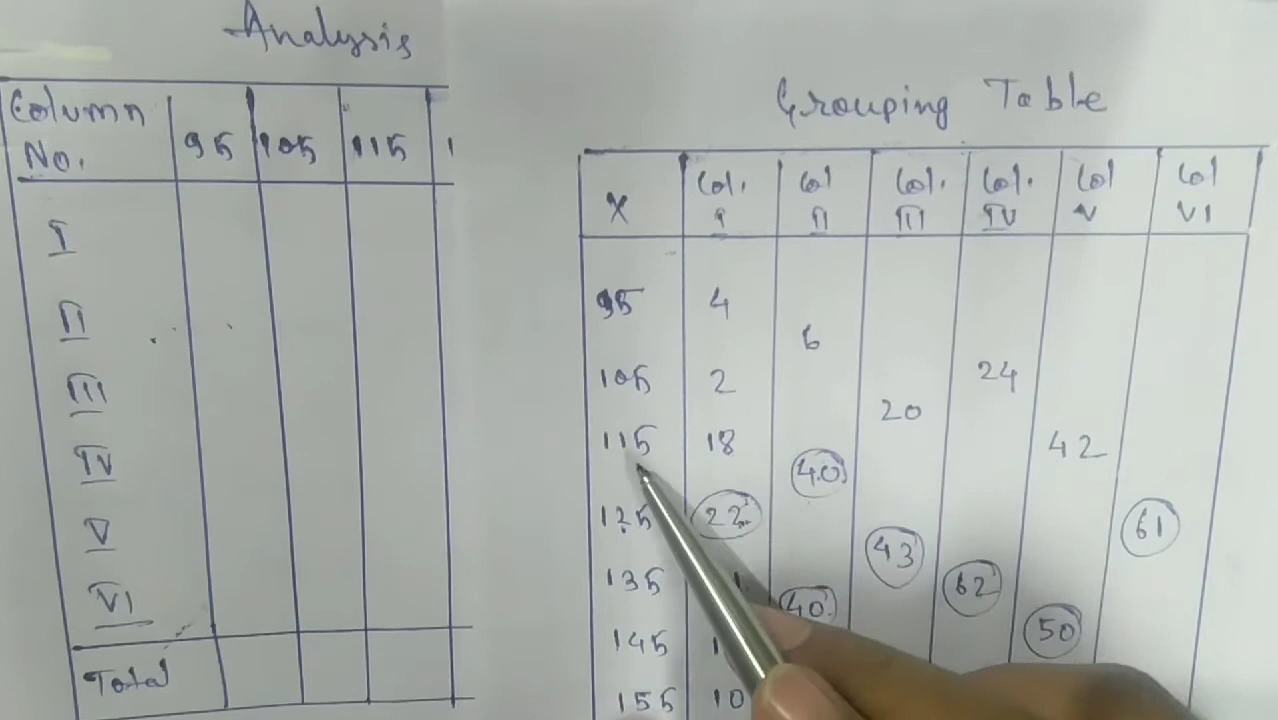 Analysis
Column No. 95 105 115 1
I
II
III
IV
V
VI
Total
Grouping Table
X Col. I Col II Col. III Col. IV Col V Col VI
95 4
6
105 2 24
20
115 18 42
40
125 22 61
43
135 62
40
145 50
155 10